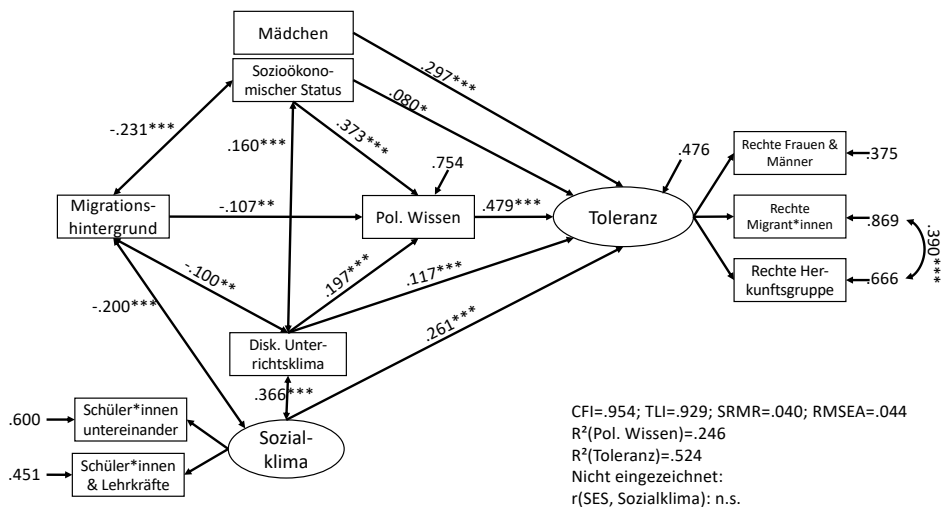 Mädchen
.297***
Sozioökono-
mischer Status
.080*
-.231***
.160***
.373***
.754
.476
Rechte Frauen &
Männer
.375
Migrations-
hintergrund
-.107**
Pol. Wissen
.479***
Toleranz
Rechte
Migrant*innen
.869
.390***
Rechte Her-
kunftsgruppe
.666
-.100**
.197***
.117***
-.200***
.261***
Disk. Unter-
richtsklima
.366***
.600
Schüler*innen
untereinander
Sozial-
klima
.451
Schüler*innen
& Lehrkräfte
CFI=.954; TLI=.929; SRMR=.040; RMSEA=.044
R²(Pol. Wissen)=.246
R²(Toleranz)=.524
Nicht eingezeichnet:
r(SES, Sozialklima): n.s.